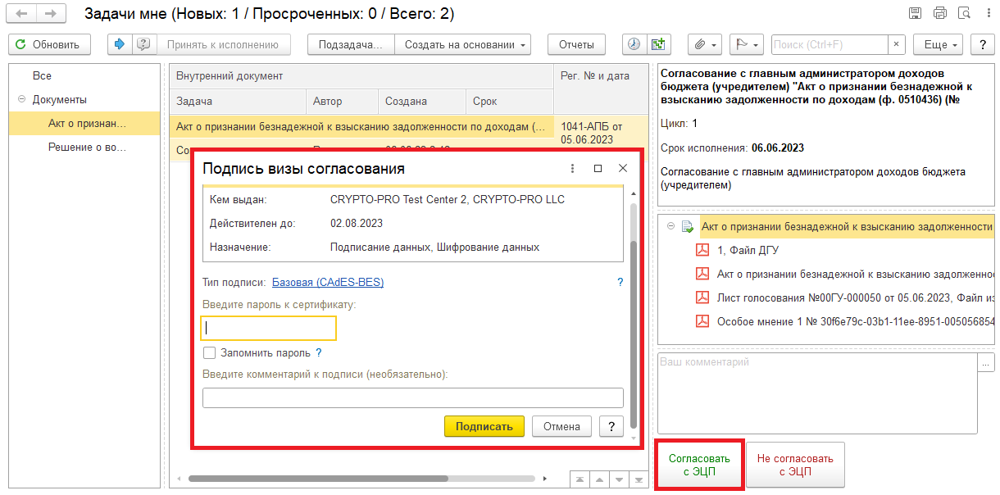 Задачи мне (Новых: 1 / Просроченных: 0 / Всего: 2)
Обновить
Принять к исполнению
Подзадача...
Создать на основании
Отчеты
Поиск (Ctrl+F)
×
Еще
?
Все
Документы
Акт о признан...
Решение о во...
Внутренний документ
Рег. № и дата
Задача
Автор
Создана
Срок
Акт о признании безнадежной к взысканию задолженности по доходам (...
1041-АПБ от
05.06.2023
Со
Подпись визы согласования
Кем выдан:
CRYPTO-PRO Test Center 2, CRYPTO-PRO LLC
Действителен до:
02.08.2023
Назначение:
Подписание данных, Шифрование данных
Тип подписи: Базовая (CAdES-BES)
?
Введите пароль к сертификату:
Запомнить пароль ?
Введите комментарий к подписи (необязательно):
Подписать
Отмена
?
Согласование с главным администратором доходов
бюджета (учредителем) "Акт о признании безнадежной к
взысканию задолженности по доходам (ф. 0510436) (№
Цикл: 1
Срок исполнения: 06.06.2023
Согласование с главным администратором доходов бюджета
(учредителем)
Акт о признании безнадежной к взысканию задолженности
1, Файл ДГУ
Акт о признании безнадежной к взысканию задолженно
Лист голосования №00ГУ-000050 от 05.06.2023, Файл из
Особое мнение 1 № 30f6e79c-03b1-11ee-8951-005056854
Ваш комментарий
...
Согласовать
с ЭЦП
Не согласовать
с ЭЦП